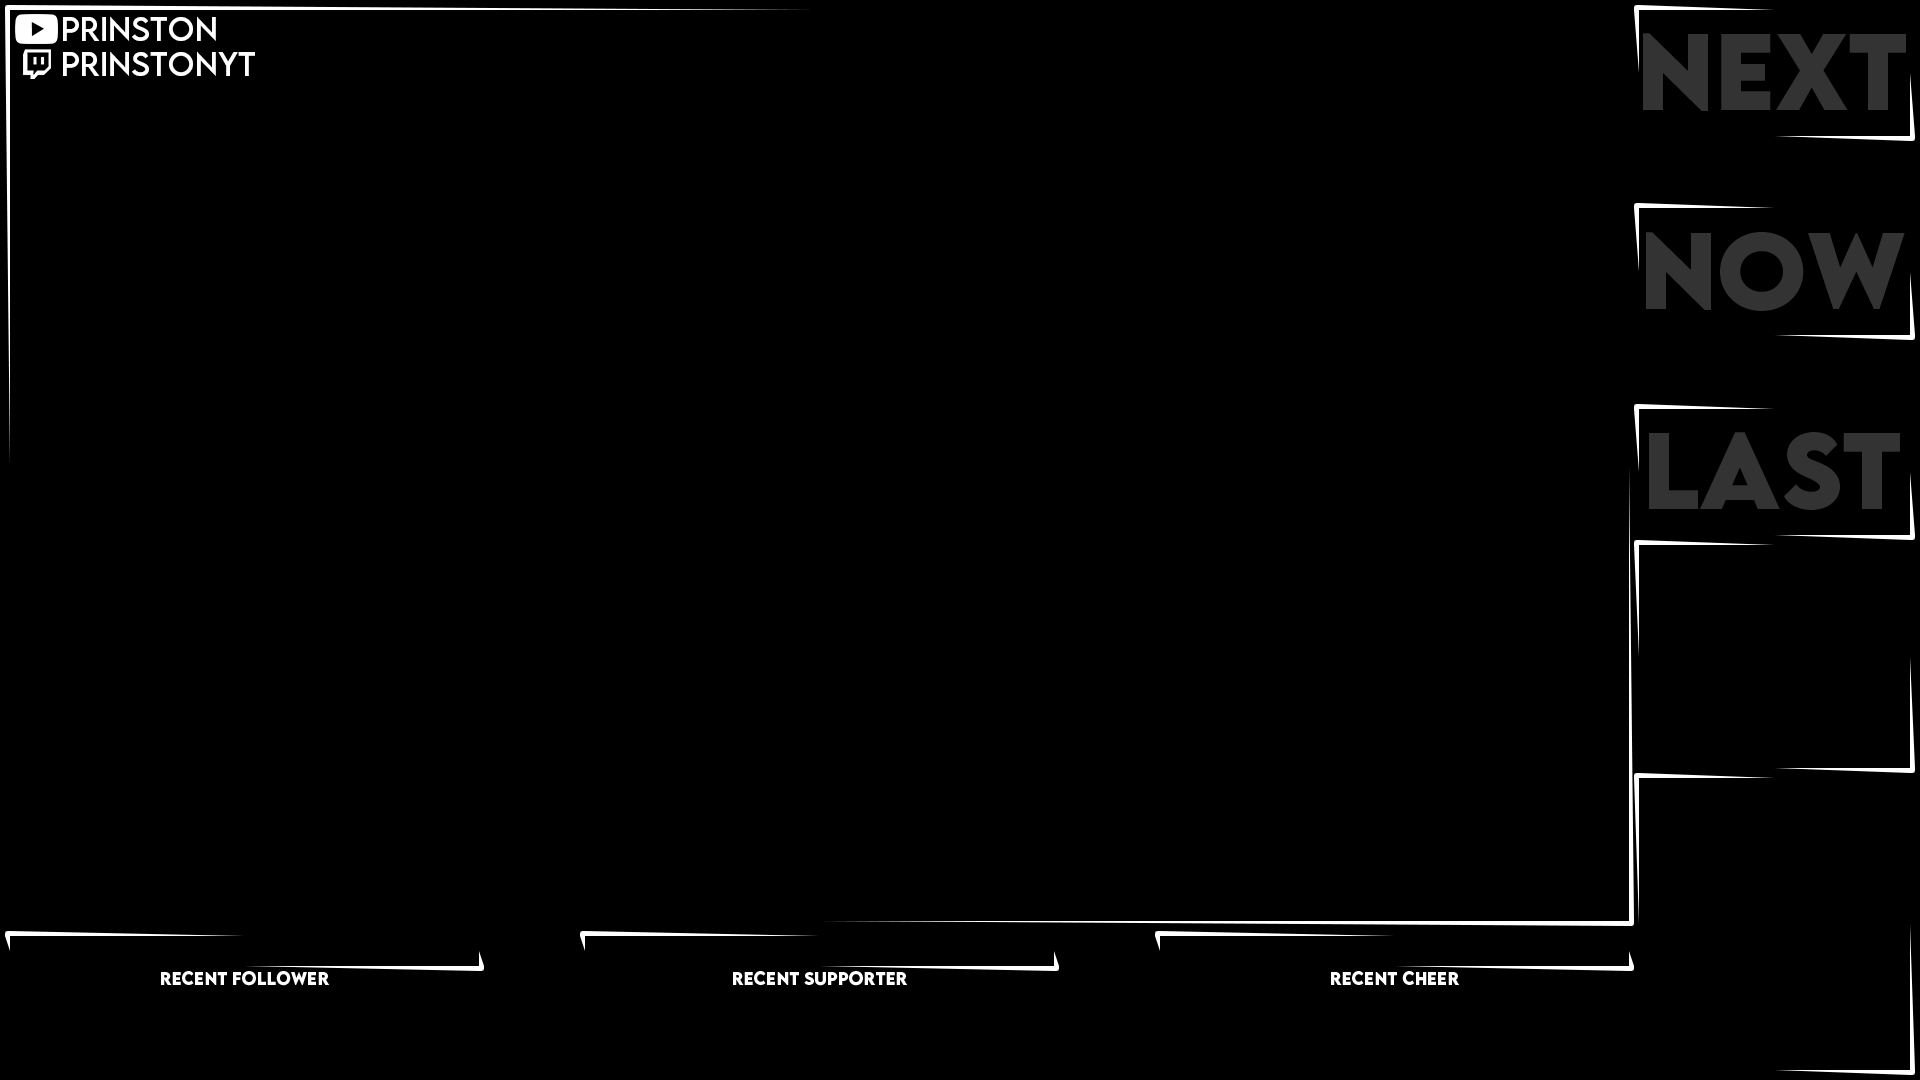 PRINSTON
PRINSTONYT
NEXT
NOW
LAST
RECENT FOLLOWER
RECENT SUPPORTER
RECENT CHEER